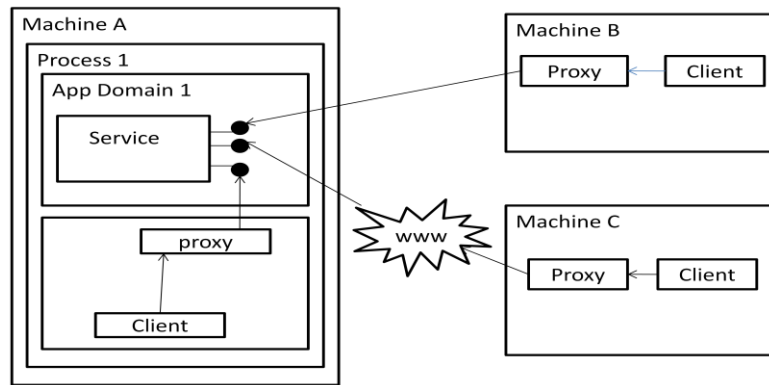 Machine A
Process 1
App Domain 1
Service
proxy
Client
Machine B
Proxy
Client
www
Machine C
Proxy
Client